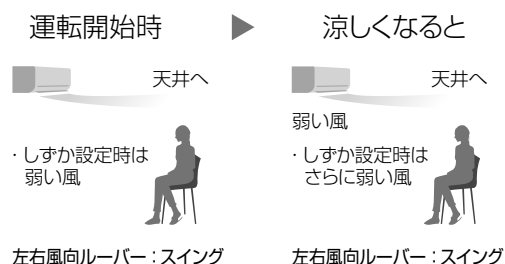 運転開始時 ▶ 涼しくなると
天井へ
・しずか設定時は
弱い風
左右風向ルーバー：スイング
天井へ
弱い風
・しずか設定時は
さらに弱い風
左右風向ルーバー：スイング